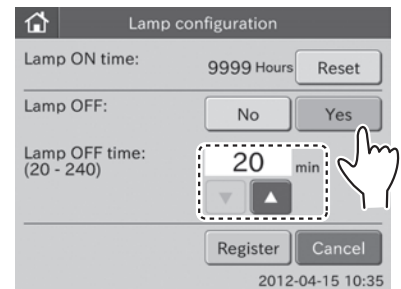 Lamp configuration
Lamp ON time: 9999 Hours Reset
Lamp OFF: No Yes
Lamp OFF time: 20 min
(20 - 240)
Register Cancel
2012-04-15 10:35